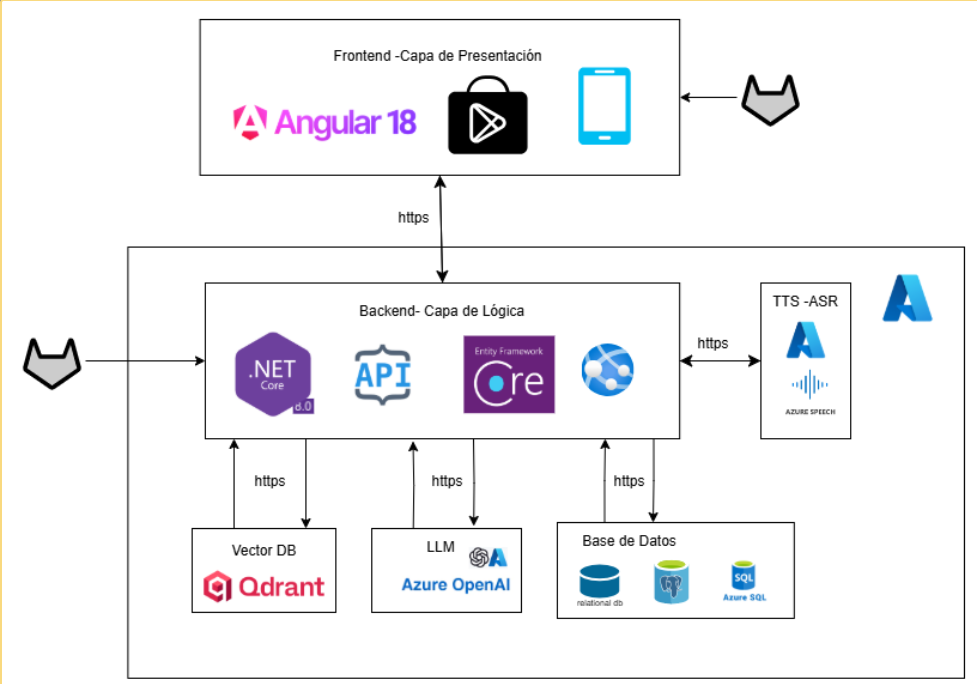 Frontend -Capa de Presentación
Angular 18
https
Backend- Capa de Lógica
TTS -ASR
.NET
Core
8.0
API
Entity Framework
Core
https
AZURE SPEECH
https
https
https
Vector DB
Qdrant
LLM
Azure OpenAI
Base de Datos
relational db
SQL
Azure SQL